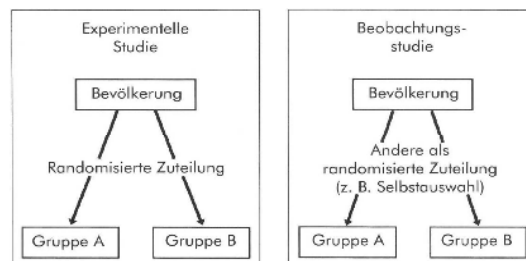 Experimentelle
Studie
Bevölkerung
Randomisierte Zuteilung
Gruppe A
Gruppe B
Beobachtungs-
studie
Bevölkerung
Andere als
randomisierte Zuteilung
(z. B. Selbstauswahl)
Gruppe A
Gruppe B